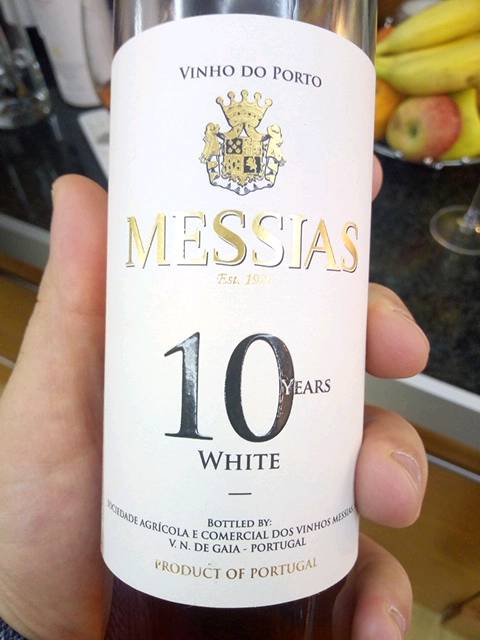 VINHO DO PORTO
MESSIAS
Est.
10 YEARS
WHITE
BOTTLED BY:
SOCIEDADE AGRÍCOLA E COMERCIAL DOS VINHOS MESSIAS
V. N. DE GAIA - PORTUGAL
PRODUCT OF PORTUGAL